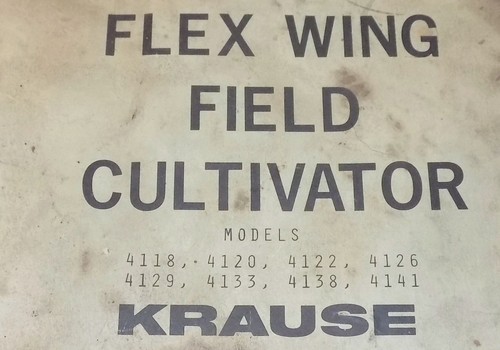 FLEX WING
FIELD
CULTIVATOR
MODELS
4118, 4120, 4122, 4126
4129, 4133, 4138, 4141
KRAUSE